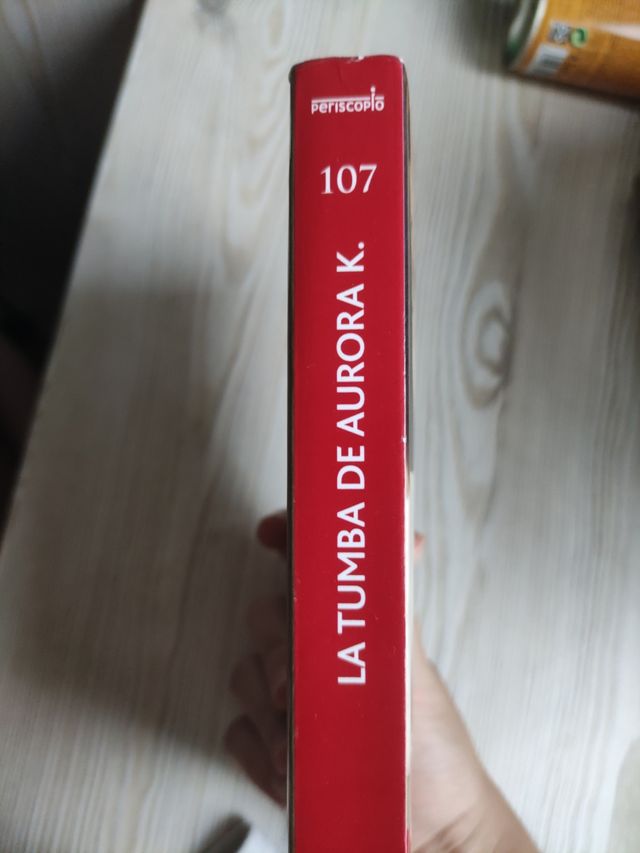 periscopio
107
LA TUMBA DE AURORA K.